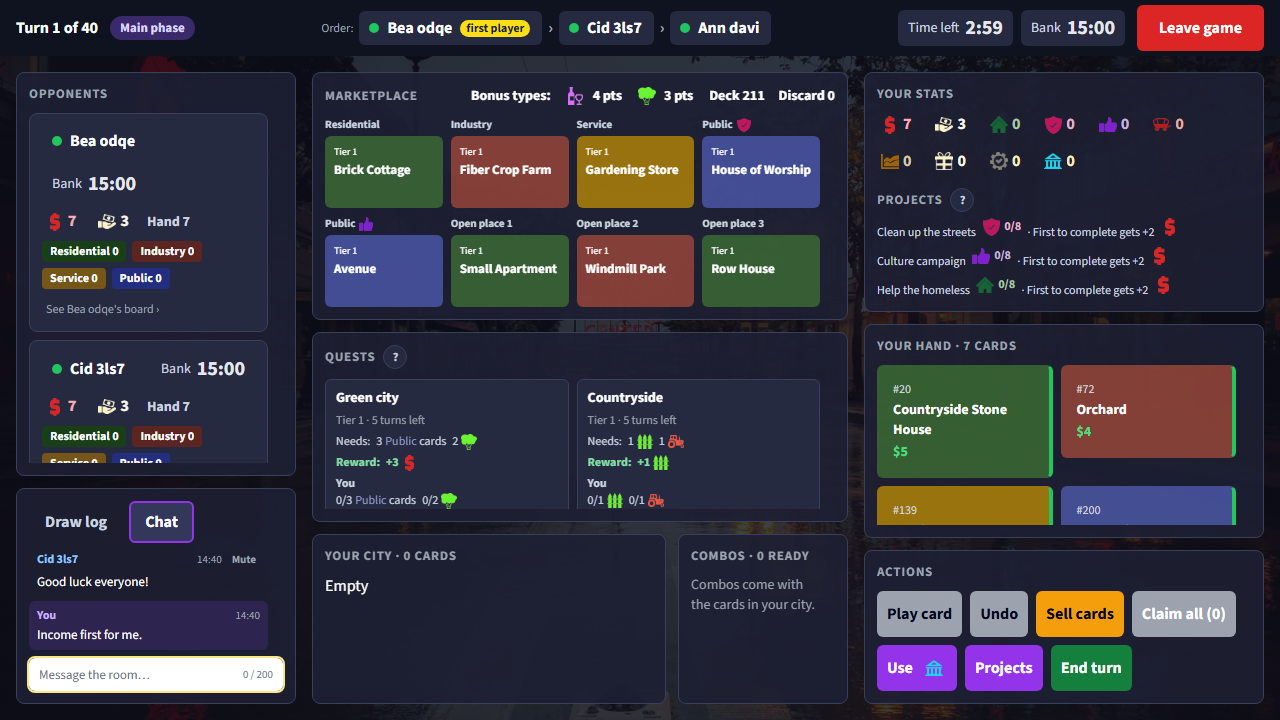 Turn 1 of 40 Main phase
Order: Bea odqe first player › Cid 3ls7 › Ann davi
Time left 2:59 Bank 15:00 Leave game
OPPONENTS
Bea odqe
Bank 15:00
7 3 Hand 7
Residential 0 Industry 0
Service 0 Public 0
See Bea odqe's board ›
Cid 3ls7 Bank 15:00
7 3 Hand 7
Residential 0 Industry 0
Service 0 Public 0
Draw log Chat
Cid 3ls7 14:40 Mute
Good luck everyone!
You 14:40
Income first for me.
Message the room… 0 / 200
MARKETPLACE Bonus types: 4 pts 3 pts Deck 211 Discard 0
Residential Industry Service Public
Tier 1 Tier 1 Tier 1 Tier 1
Brick Cottage Fiber Crop Farm Gardening Store House of Worship
Public Open place 1 Open place 2 Open place 3
Tier 1 Tier 1 Tier 1 Tier 1
Avenue Small Apartment Windmill Park Row House
QUESTS ?
Green city
Tier 1 · 5 turns left
Needs: 3 Public cards 2
Reward: +3
You
0/3 Public cards 0/2
Countryside
Tier 1 · 5 turns left
Needs: 1 1
Reward: +1
You
0/1 0/1
YOUR CITY · 0 CARDS
Empty
COMBOS · 0 READY
Combos come with
the cards in your city.
YOUR STATS
7 3 0 0 0 0
0 0 0 0
PROJECTS ?
Clean up the streets 0/8 · First to complete gets +2
Culture campaign 0/8 · First to complete gets +2
Help the homeless 0/8 · First to complete gets +2
YOUR HAND · 7 CARDS
#20
Countryside Stone
House
$5
#72
Orchard
$4
#139 #200
ACTIONS
Play card Undo Sell cards Claim all (0)
Use Projects End turn